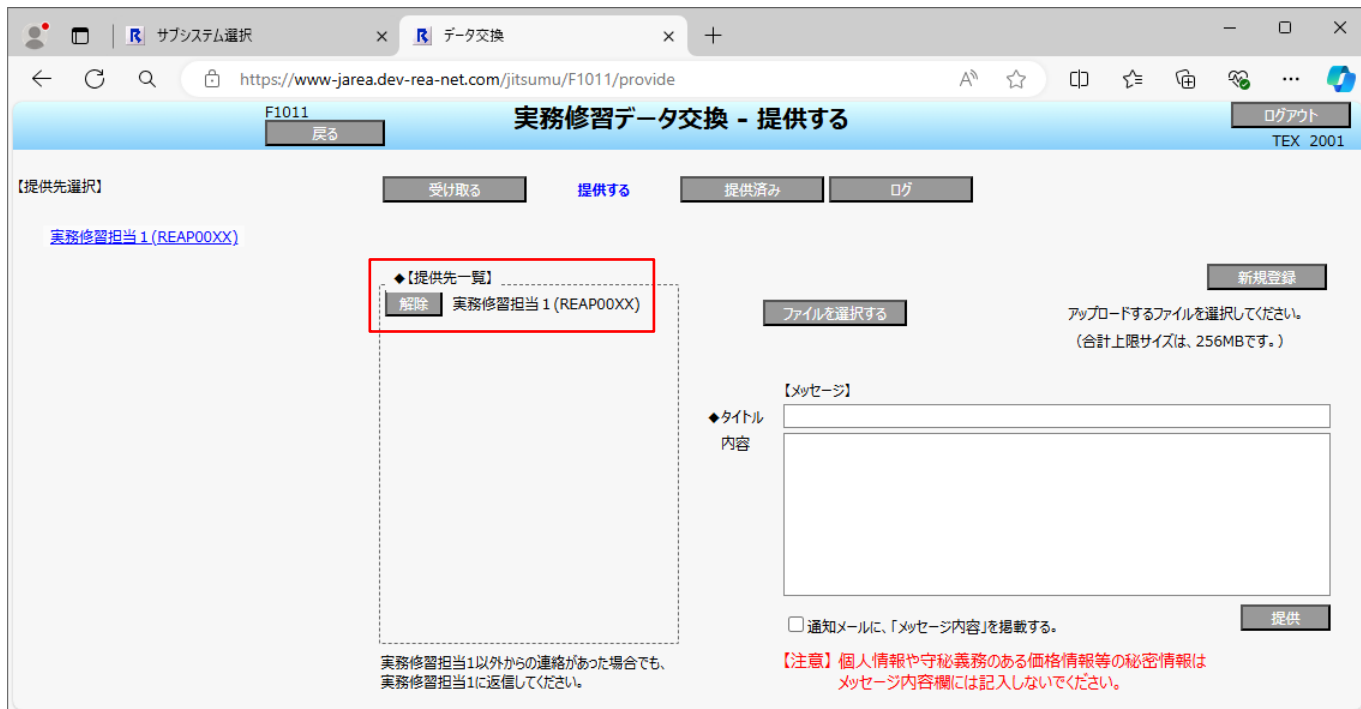 サブシステム選択
データ交換
https://www-jarea.dev-rea-net.com/jitsumu/F1011/provide
F1011
戻る
実務修習データ交換 - 提供する
ログアウト
TEX 2001
【提供先選択】
受け取る
提供する
提供済み
ログ
実務修習担当1(REAP00XX)
◆【提供先一覧】
解除 実務修習担当1(REAP00XX)
新規登録
ファイルを選択する
アップロードするファイルを選択してください。
(合計上限サイズは、256MBです。)
【メッセージ】
◆タイトル
内容
通知メールに、「メッセージ内容」を掲載する。
提供
実務修習担当1以外からの連絡があった場合でも、
実務修習担当1に返信してください。
【注意】個人情報や守秘義務のある価格情報等の秘密情報は
メッセージ内容欄には記入しないでください。